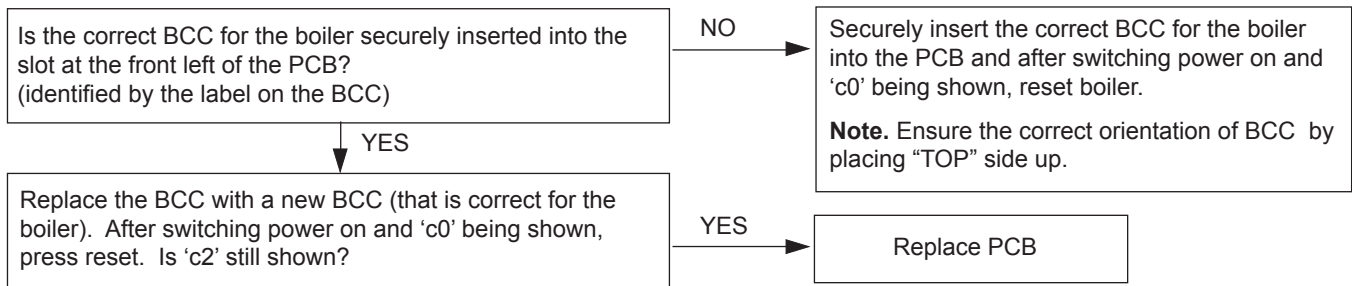 Is the correct BCC for the boiler securely inserted into the
slot at the front left of the PCB?
(identified by the label on the BCC)
NO
Securely insert the correct BCC for the boiler
into the PCB and after switching power on and
‘c0’ being shown, reset boiler.
Note. Ensure the correct orientation of BCC by
placing “TOP” side up.
YES
Replace the BCC with a new BCC (that is correct for the
boiler). After switching power on and ‘c0’ being shown,
press reset. Is ‘c2’ still shown?
YES
Replace PCB